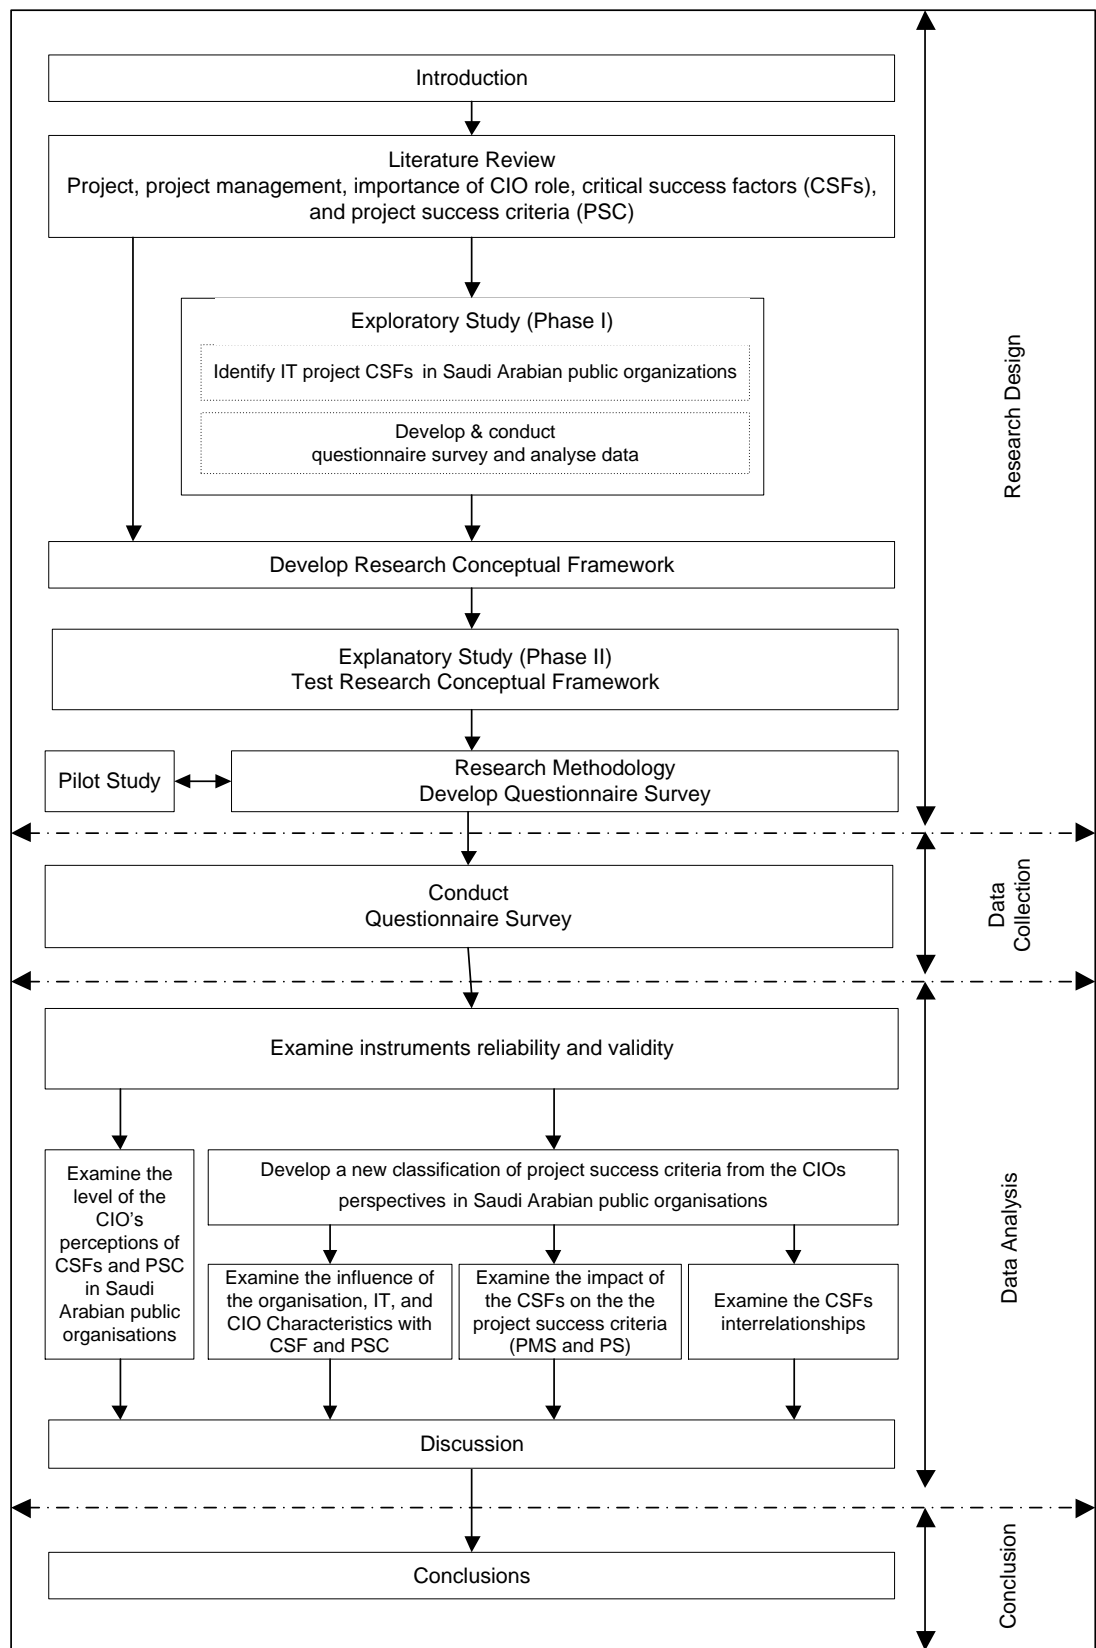 Introduction
Literature Review
Project, project management, importance of CIO role, critical success factors (CSFs),
and project success criteria (PSC)
Exploratory Study (Phase I)
Identify IT project CSFs in Saudi Arabian public organizations
Develop & conduct
questionnaire survey and analyse data
Develop Research Conceptual Framework
Explanatory Study (Phase II)
Test Research Conceptual Framework
Pilot Study
Research Methodology
Develop Questionnaire Survey
Research Design
Conduct
Questionnaire Survey
Data
Collection
Examine instruments reliability and validity
Examine the
level of the
CIO's
perceptions of
CSFs and PSC
in Saudi
Arabian public
organisations
Develop a new classification of project success criteria from the CIOs
perspectives in Saudi Arabian public organisations
Examine the influence of
the organisation, IT, and
CIO Characteristics with
CSF and PSC
Examine the impact of
the CSFs on the the
project success criteria
(PMS and PS)
Examine the CSFs
interrelationships
Discussion
Data Analysis
Conclusions
Conclusion